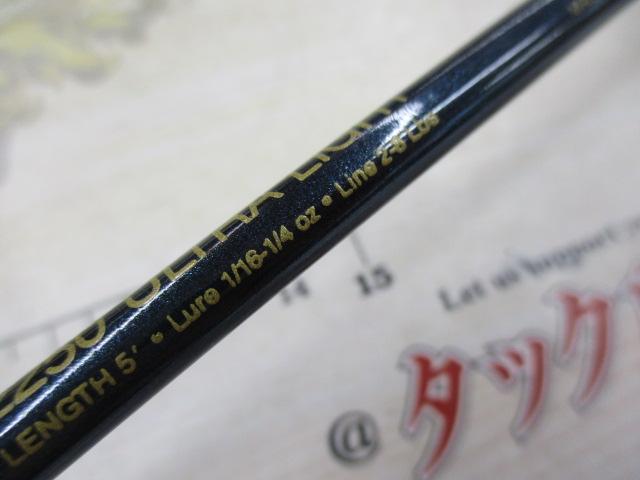 ULTRA LIGHT
LENGTH 5' • Lure 1/16-1/4 oz • Line 2-6 Lbs
14 15
Let us support
@タック